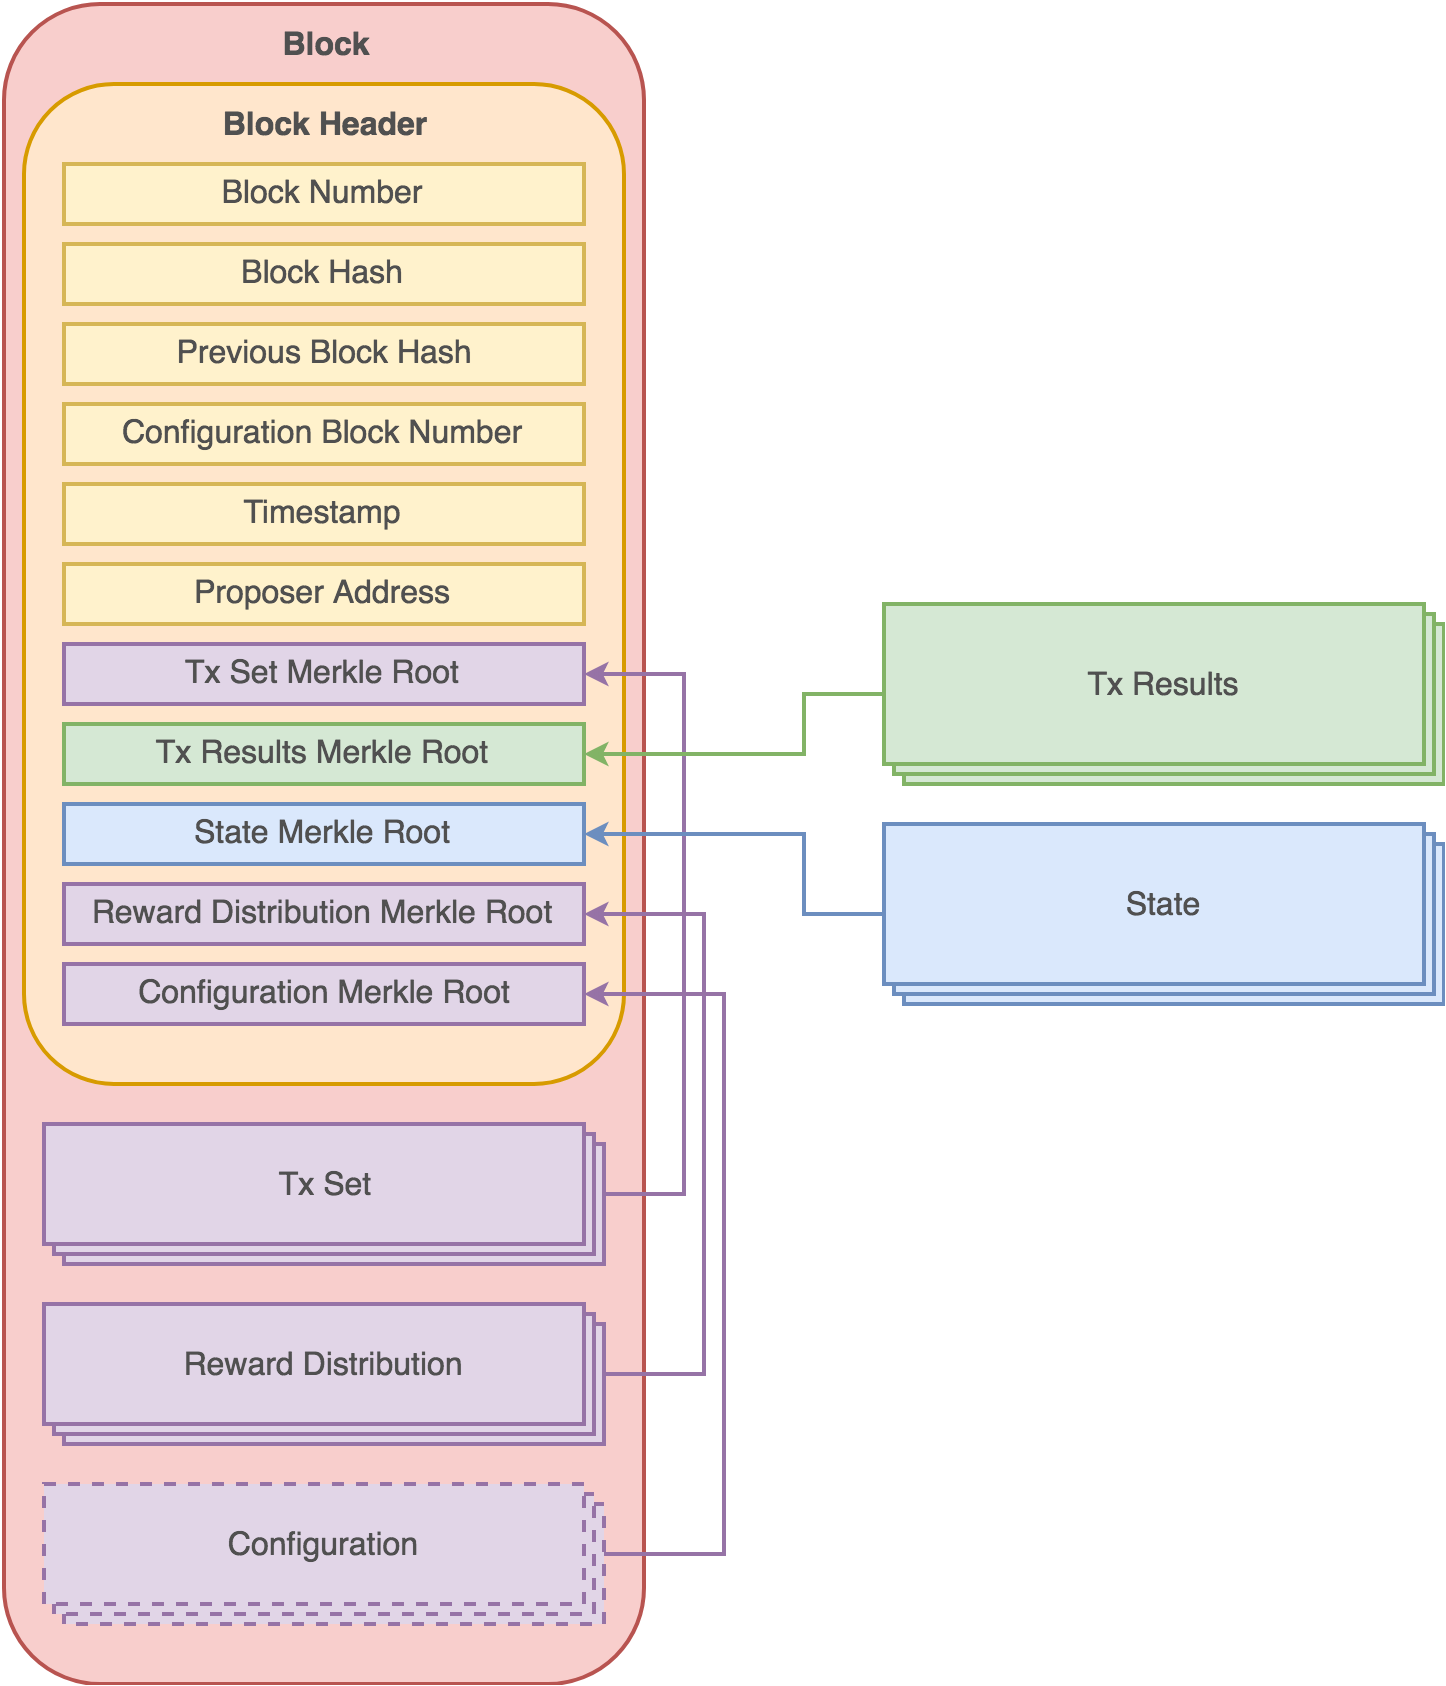 Block
Block Header
Block Number
Block Hash
Previous Block Hash
Configuration Block Number
Timestamp
Proposer Address
Tx Set Merkle Root
Tx Results Merkle Root
State Merkle Root
Reward Distribution Merkle Root
Configuration Merkle Root
Tx Set
Reward Distribution
Configuration
Tx Results
State